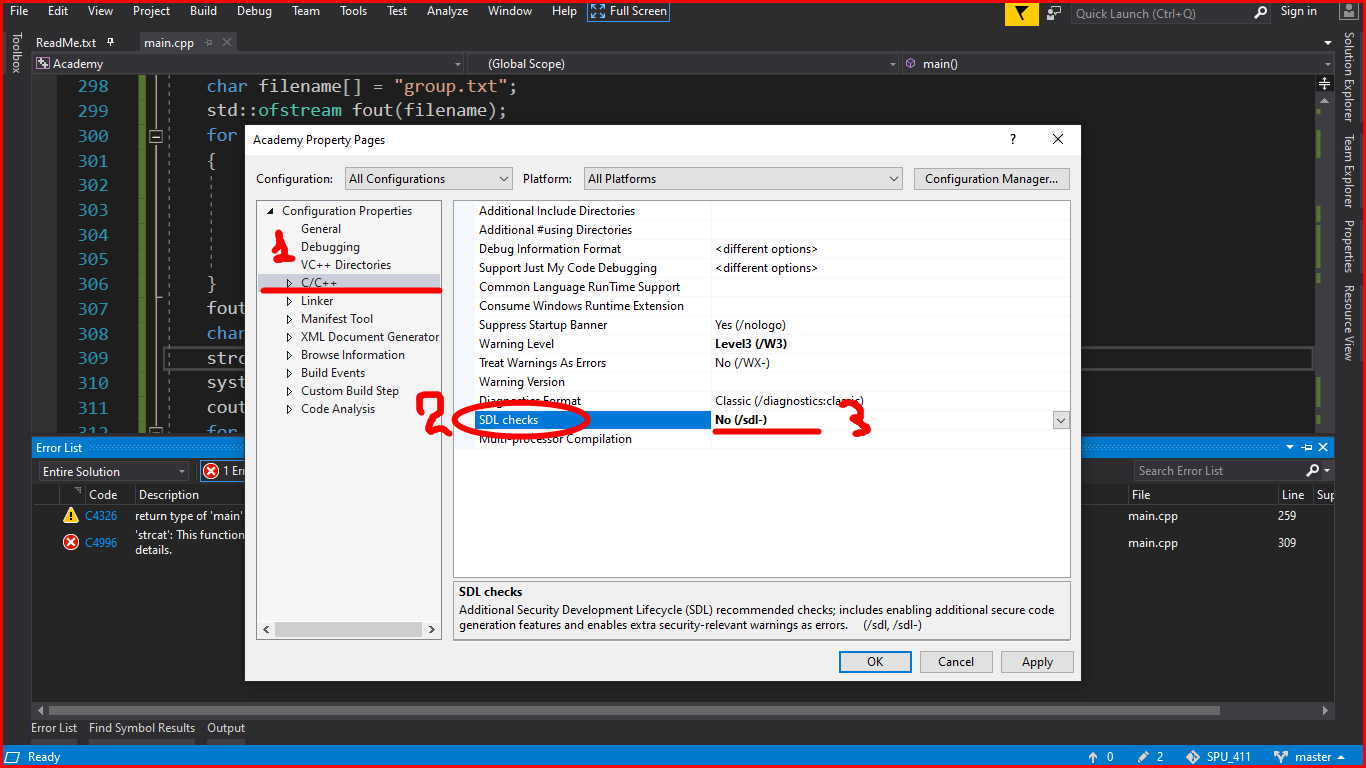 File Edit View Project Build Debug Team Tools Test Analyze Window Help Full Screen Quick Launch (Ctrl+Q) Sign in
Toolbox
ReadMe.txt main.cpp
Academy (Global Scope) main()
298 char filename[] = "group.txt";
299 std::ofstream fout(filename);
300 for
301 {
302
303
304
305
306 }
307 fout
308 char
309 strc
310 syst
311 cout
312 for
Academy Property Pages ?
Configuration: All Configurations Platform: All Platforms Configuration Manager...
Configuration Properties
General
Debugging
VC++ Directories
C/C++
Linker
Manifest Tool
XML Document Generator
Browse Information
Build Events
Custom Build Step
Code Analysis
1
2
3
Additional Include Directories
Additional #using Directories
Debug Information Format <different options>
Support Just My Code Debugging <different options>
Common Language RunTime Support
Consume Windows Runtime Extension
Suppress Startup Banner Yes (/nologo)
Warning Level Level3 (/W3)
Treat Warnings As Errors No (/WX-)
Warning Version
Diagnostics Format Classic (/diagnostics:classic)
SDL checks No (/sdl-)
Multi-processor Compilation
SDL checks
Additional Security Development Lifecycle (SDL) recommended checks; includes enabling additional secure code
generation features and enables extra security-relevant warnings as errors. (/sdl, /sdl-)
OK Cancel Apply
Solution Explorer
Team Explorer
Properties
Resource View
Error List
Entire Solution 1 Err Search Error List
Code Description File Line Sup
C4326 return type of 'main' main.cpp 259
C4996 'strcat': This function main.cpp 309
details.
Error List Find Symbol Results Output
Ready 0 2 SPU_411 master